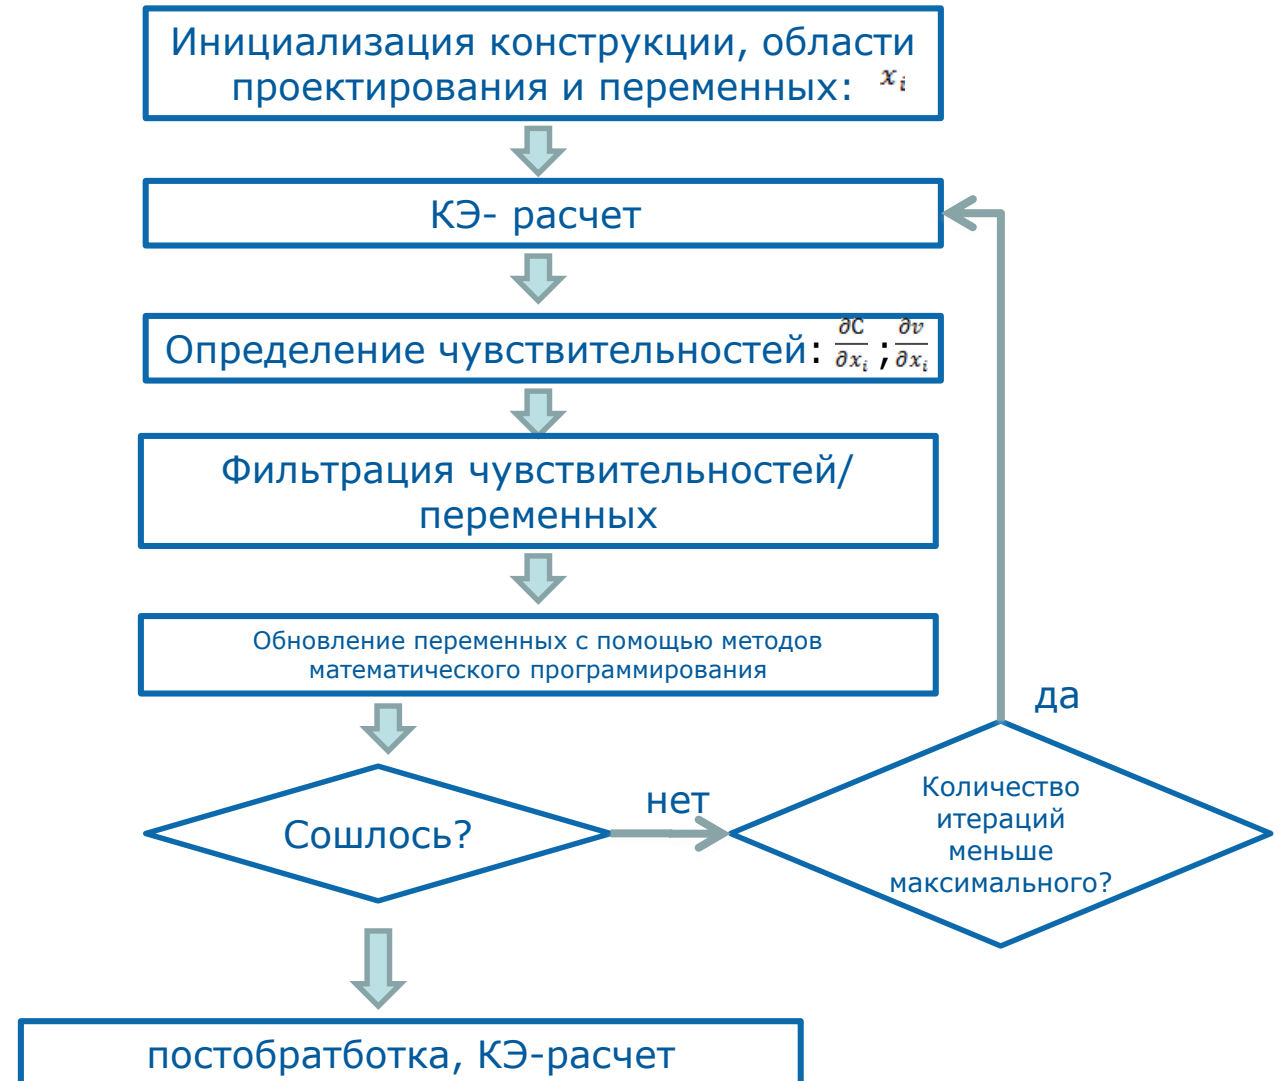 Инициализация конструкции, области
проектирования и переменных: xᵢ
КЭ- расчет
Определение чувствительностей: ∂C/∂xᵢ ; ∂v/∂xᵢ
Фильтрация чувствительностей/
переменных
Обновление переменных с помощью методов
математического программирования
да
нет
Сошлось?
Количество
итераций
меньше
максимального?
постобратботка, КЭ-расчет